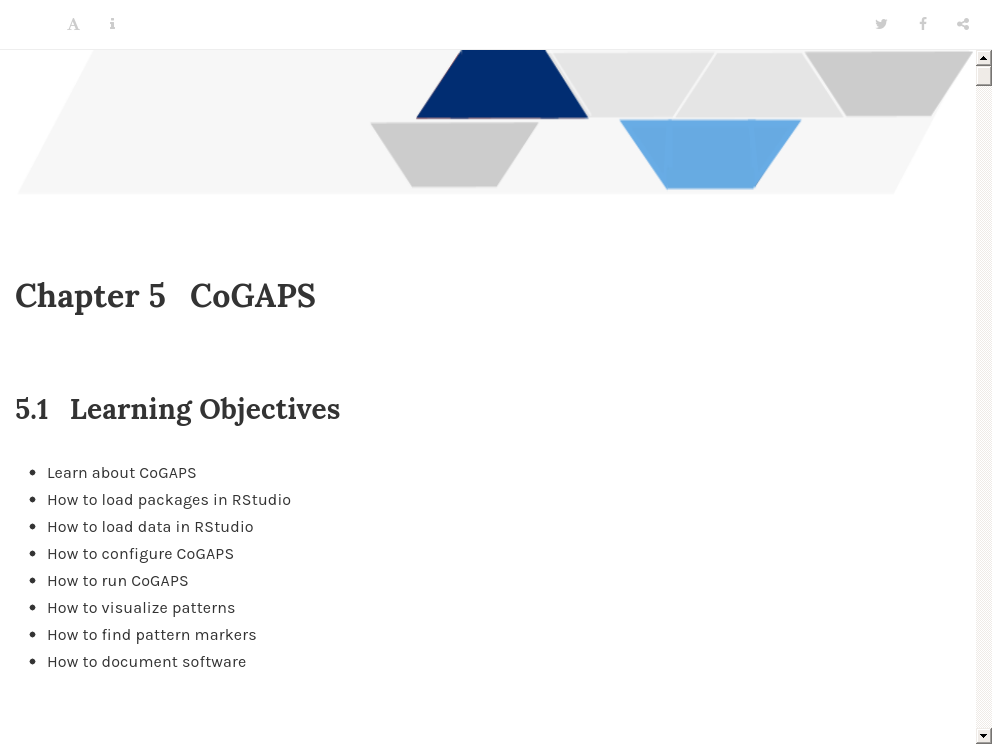 Chapter 5 CoGAPS
5.1 Learning Objectives
Learn about CoGAPS
How to load packages in RStudio
How to load data in RStudio
How to configure CoGAPS
How to run CoGAPS
How to visualize patterns
How to find pattern markers
How to document software